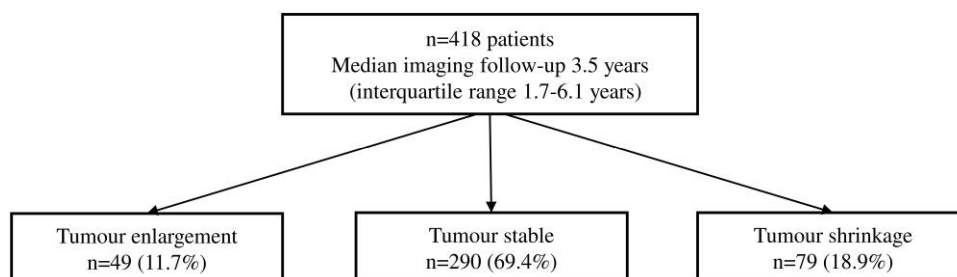 n=418 patients
Median imaging follow-up 3.5 years
(interquartile range 1.7-6.1 years)
Tumour enlargement
n=49 (11.7%)
Tumour stable
n=290 (69.4%)
Tumour shrinkage
n=79 (18.9%)